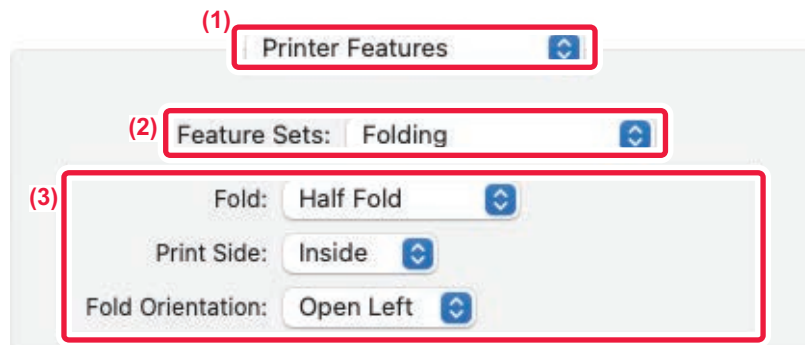 (1)
Printer Features
(2) Feature Sets: Folding
(3) Fold: Half Fold
Print Side: Inside
Fold Orientation: Open Left